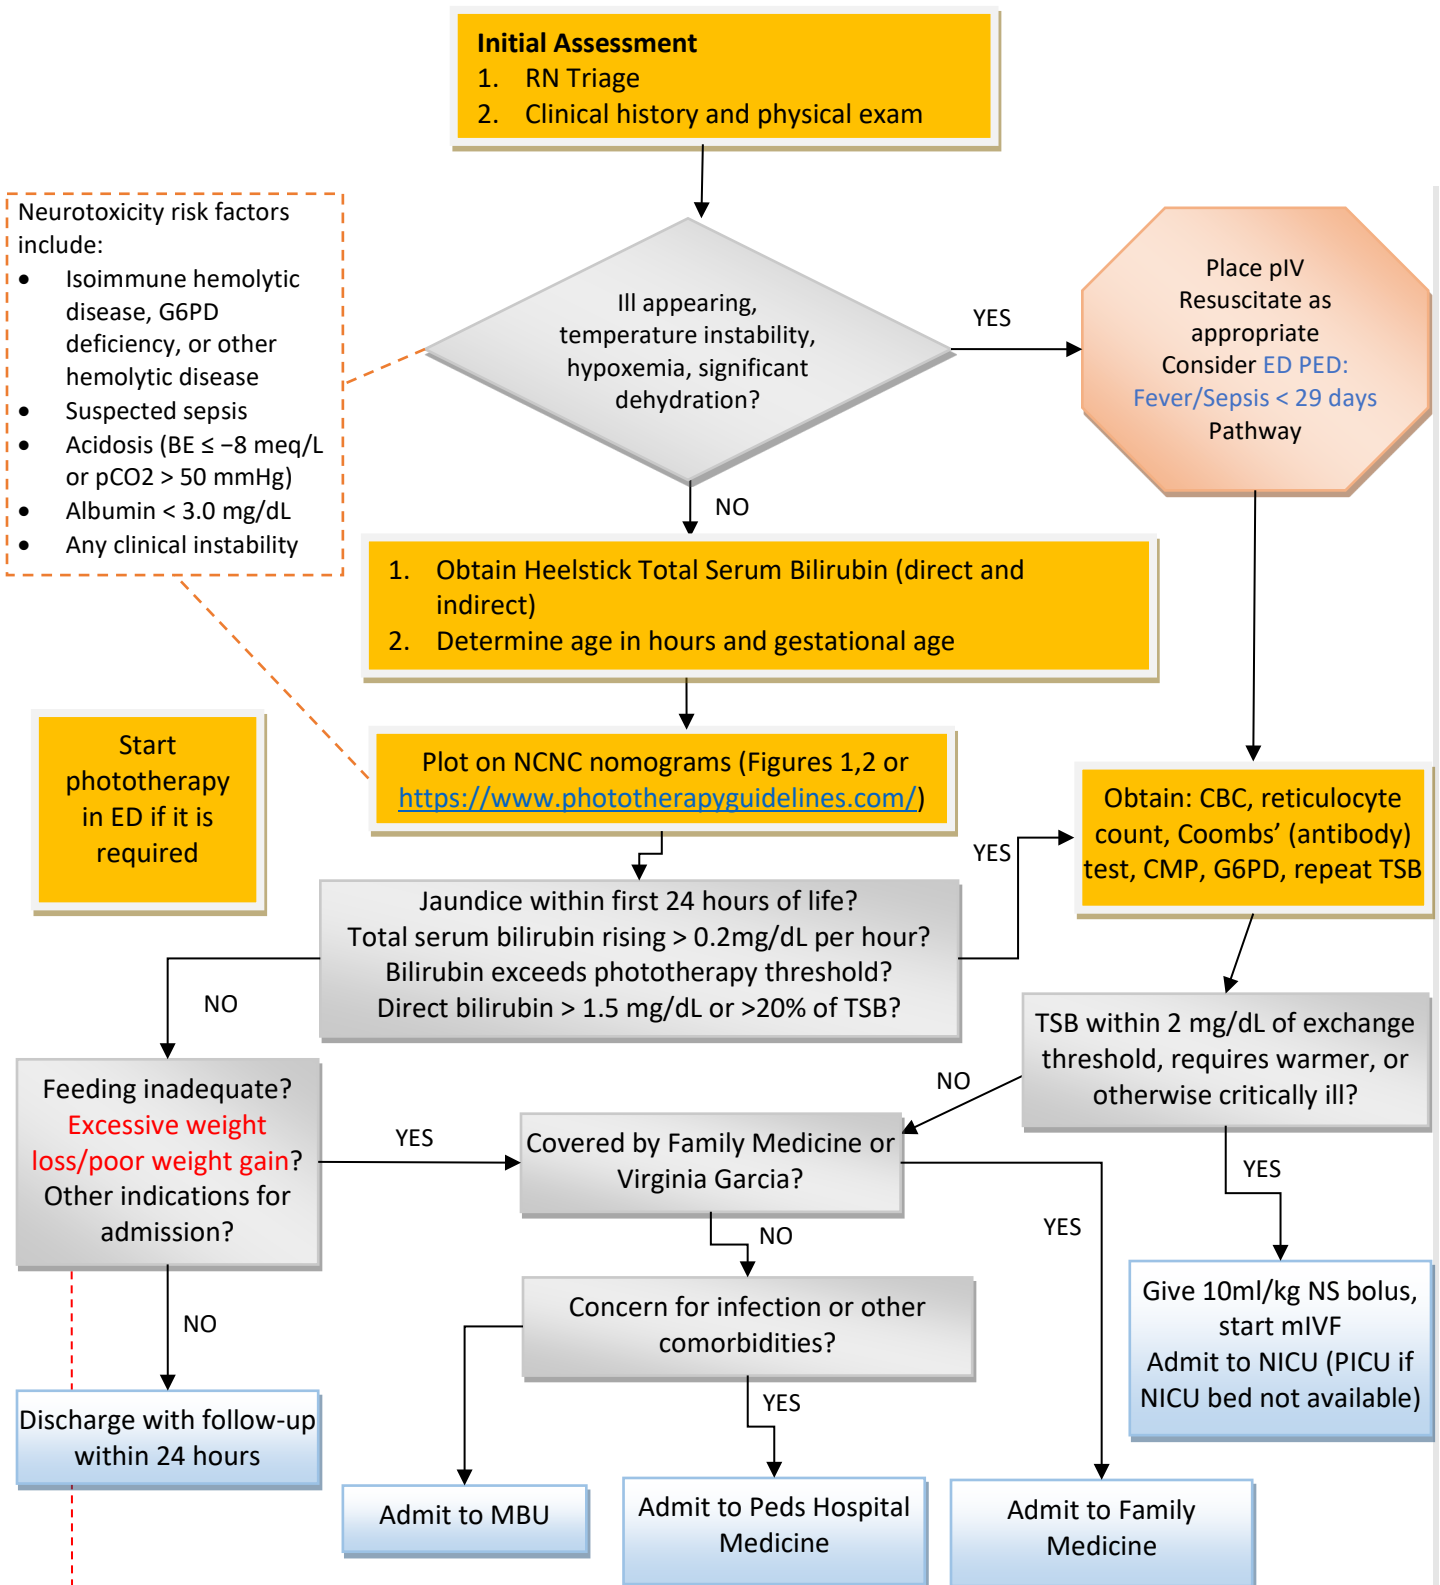 Initial Assessment
1. RN Triage
2. Clinical history and physical exam
Neurotoxicity risk factors
include:
• Isoimmune hemolytic
disease, G6PD
deficiency, or other
hemolytic disease
• Suspected sepsis
• Acidosis (BE ≤ −8 meq/L
or pCO2 > 50 mmHg)
• Albumin < 3.0 mg/dL
• Any clinical instability
Ill appearing,
temperature instability,
hypoxemia, significant
dehydration?
YES
Place pIV
Resuscitate as
appropriate
Consider ED PED:
Fever/Sepsis < 29 days
Pathway
NO
1. Obtain Heelstick Total Serum Bilirubin (direct and
indirect)
2. Determine age in hours and gestational age
Start
phototherapy
in ED if it is
required
Plot on NCNC nomograms (Figures 1,2 or
https://www.phototherapyguidelines.com/)
YES
Obtain: CBC, reticulocyte
count, Coombs’ (antibody)
test, CMP, G6PD, repeat TSB
Jaundice within first 24 hours of life?
Total serum bilirubin rising > 0.2mg/dL per hour?
Bilirubin exceeds phototherapy threshold?
Direct bilirubin > 1.5 mg/dL or >20% of TSB?
NO
TSB within 2 mg/dL of exchange
threshold, requires warmer, or
otherwise critically ill?
NO
YES
Feeding inadequate?
Excessive weight
loss/poor weight gain?
Other indications for
admission?
YES
Covered by Family Medicine or
Virginia Garcia?
NO
YES
NO
Concern for infection or other
comorbidities?
YES
Give 10ml/kg NS bolus,
start mIVF
Admit to NICU (PICU if
NICU bed not available)
Discharge with follow-up
within 24 hours
Admit to MBU
Admit to Peds Hospital
Medicine
Admit to Family
Medicine